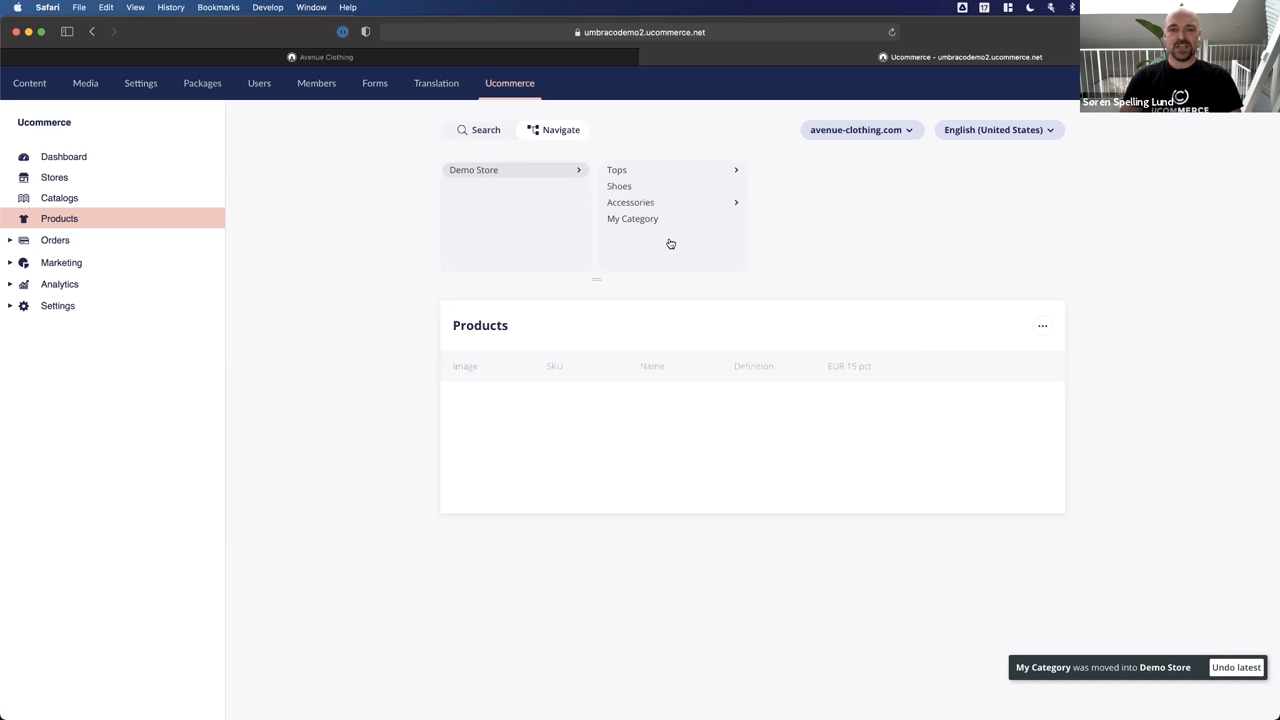 Safari File Edit View History Bookmarks Develop Window Help
17
umbracodemo2.ucommerce.net
Avenue Clothing
Ucommerce - umbracodemo2.ucommerce.net
Content Media Settings Packages Users Members Forms Translation Ucommerce
UCOMMERCE
Søren Spelling Lund
Ucommerce
Dashboard
Stores
Catalogs
Products
Orders
Marketing
Analytics
Settings
Search Navigate
avenue-clothing.com English (United States)
Demo Store
Tops
Shoes
Accessories
My Category
Products
Image SKU Name Definition EUR 15 pct
My Category was moved into Demo Store Undo latest